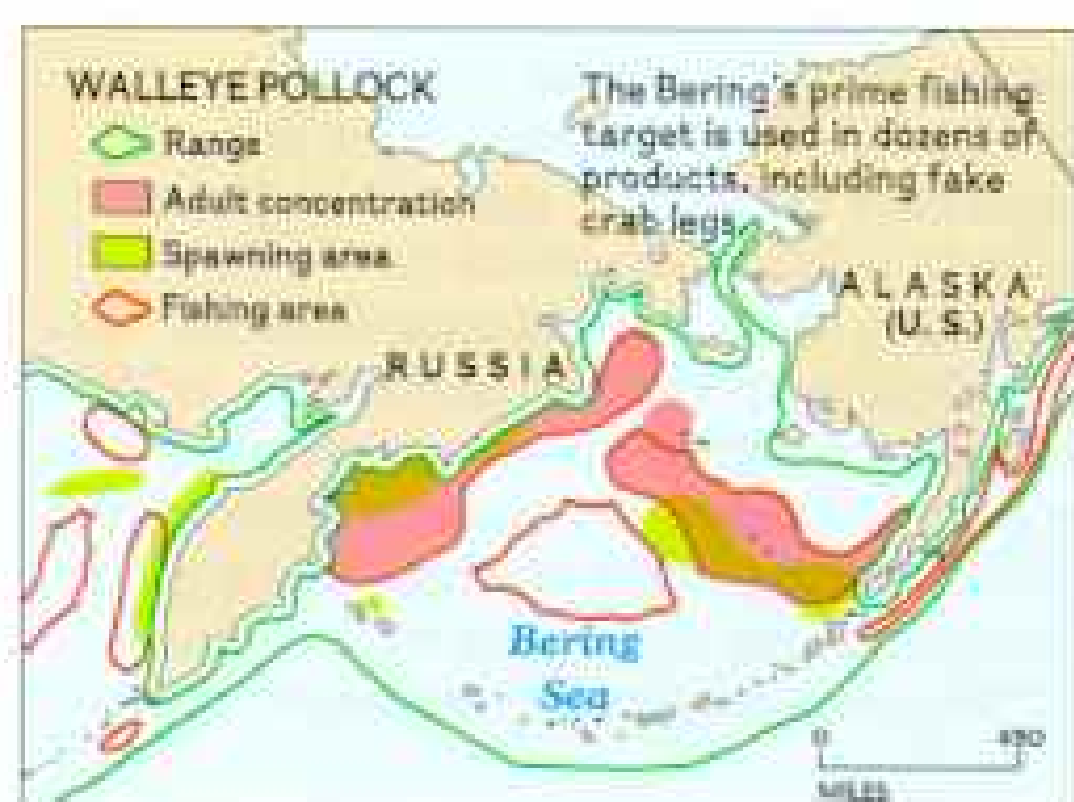 WALLEYE POLLOCK
Range
Adult concentration
Spawning area
Fishing area
The Bering's prime fishing
target is used in dozens of
products, including fake
crab legs.
ALASKA
(U. S.)
RUSSIA
Bering
Sea
0
MILES